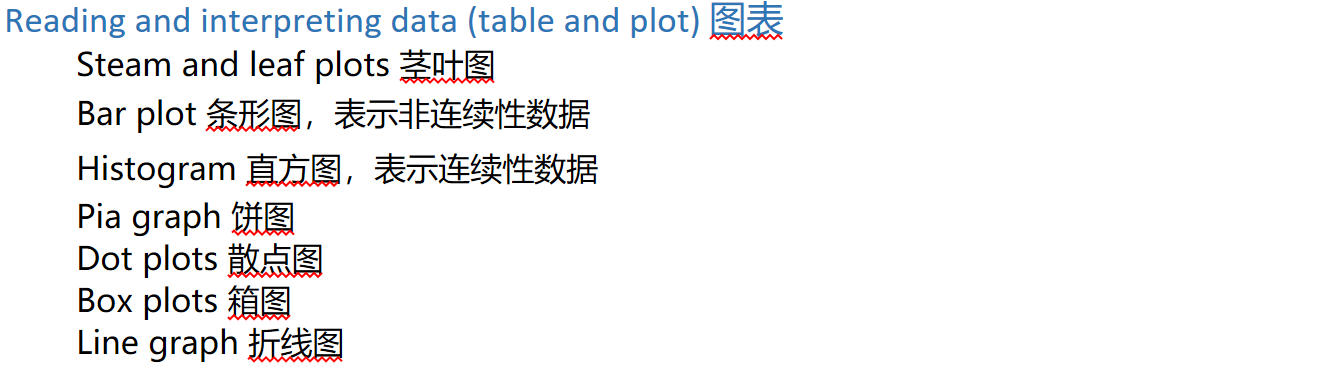 Reading and interpreting data (table and plot) 图表
Steam and leaf plots 茎叶图
Bar plot 条形图，表示非连续性数据
Histogram 直方图，表示连续性数据
Pia graph 饼图
Dot plots 散点图
Box plots 箱图
Line graph 折线图